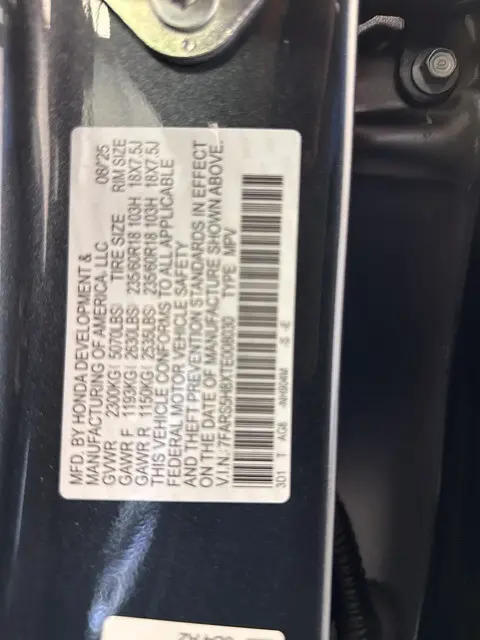 MFD. BY HONDA DEVELOPMENT &
MANUFACTURING OF AMERICA, LLC 08/'25
GVWR 2300KG( 5070LBS) TIRE SIZE RIM SIZE
GAWR F 1193KG( 2630LBS) 235/60R18 103H 18X7.5J
GAWR R 1150KG( 2535LBS) 235/60R18 103H 18X7.5J
THIS VEHICLE CONFORMS TO ALL APPLICABLE
FEDERAL MOTOR VEHICLE SAFETY
AND THEFT PREVENTION STANDARDS IN EFFECT
ON THE DATE OF MANUFACTURE SHOWN ABOVE.
V.I.N.: 7FARS5H8XTE008030 TYPE MPV
3D1 T AG8 -NH904M -S -E